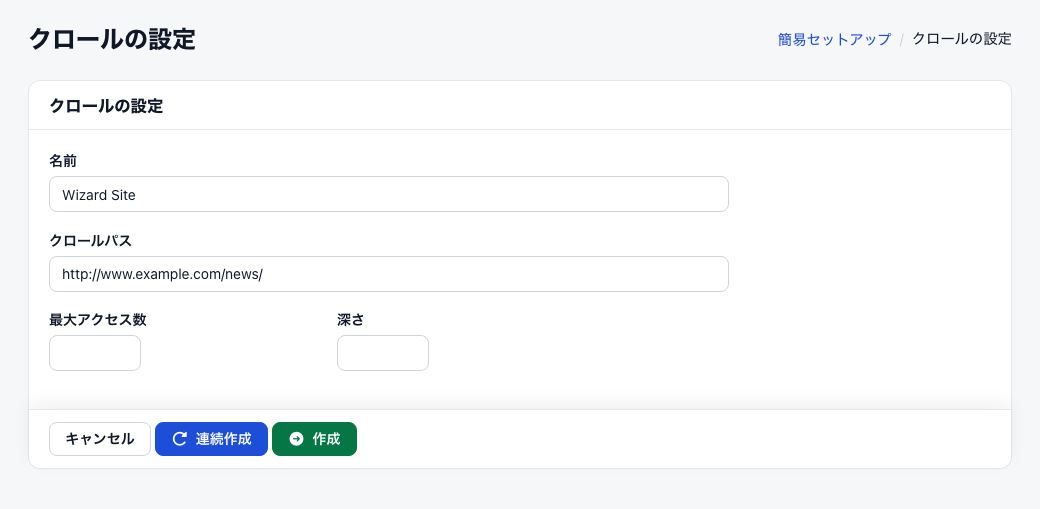 クロールの設定
簡易セットアップ / クロールの設定
クロールの設定
名前
Wizard Site
クロールパス
http://www.example.com/news/
最大アクセス数 深さ
キャンセル 連続作成 作成